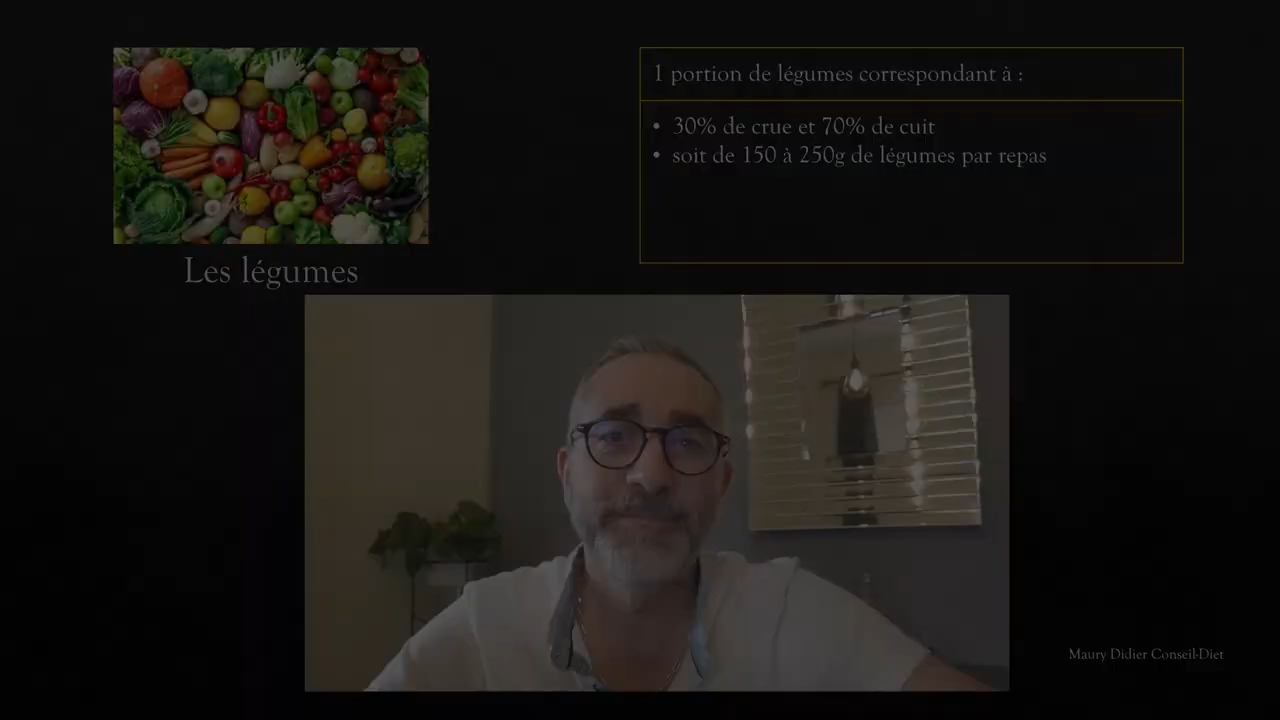 1 portion de légumes correspondant à :
• 30% de crue et 70% de cuit
• soit de 150 à 250g de légumes par repas
Les légumes
Maury Didier Conseil-Diet